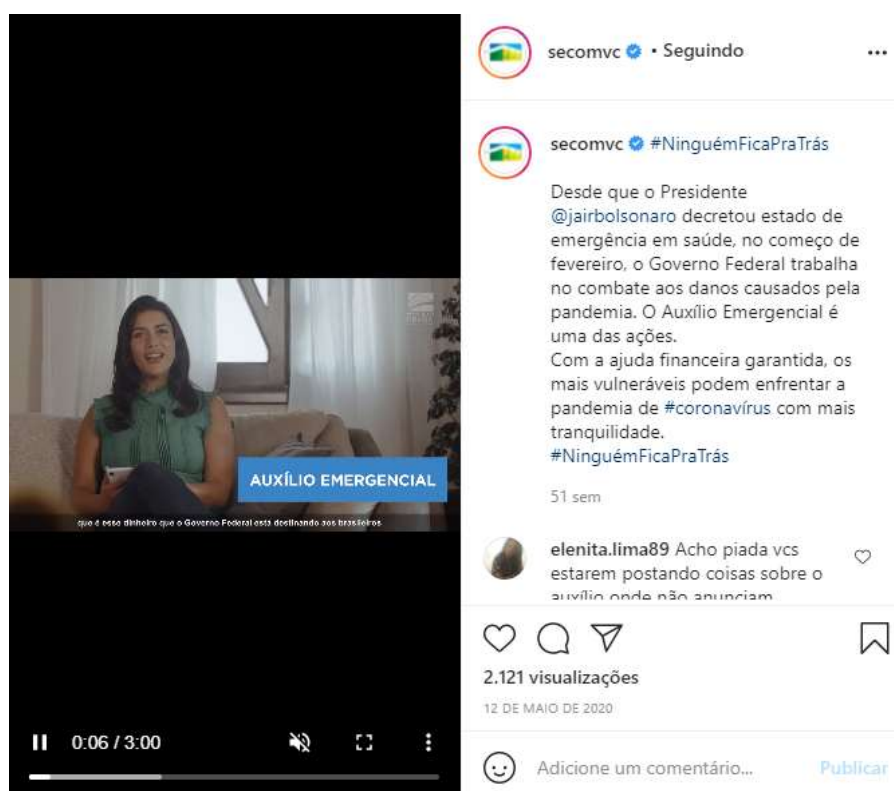 secomvc • Seguindo
secomvc #NinguémFicaPraTrás
Desde que o Presidente
@jairbolsonaro decretou estado de
emergência em saúde, no começo de
fevereiro, o Governo Federal trabalha
no combate aos danos causados pela
pandemia. O Auxílio Emergencial é
uma das ações.
Com a ajuda financeira garantida, os
mais vulneráveis podem enfrentar a
pandemia de #coronavírus com mais
tranquilidade.
#NinguémFicaPraTrás
51 sem
elenita.lima89 Acho piada vcs
estarem postando coisas sobre o
auxílio onde não anunciam
AUXÍLIO EMERGENCIAL
que é esse dinheiro que o Governo Federal está destinando aos brasileiros
0:06 / 3:00
2.121 visualizações
12 DE MAIO DE 2020
Adicione um comentário... Publicar